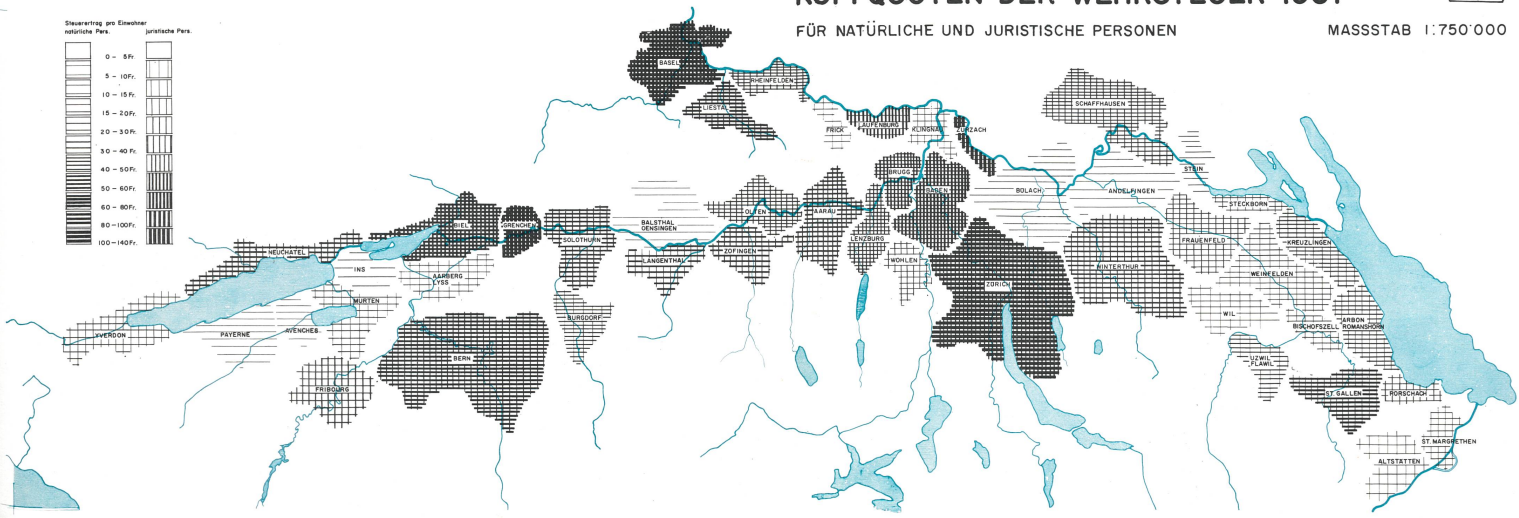 KOPFQUOTEN DER WEHRSTEUER
FÜR NATÜRLICHE UND JURISTISCHE PERSONEN
MASSSTAB 1:750'000
Steuerertrag pro Einwohner
natürliche Pers.
juristische Pers.
0 – 5 Fr.
5 – 10 Fr.
10 – 15 Fr.
15 – 20 Fr.
20 – 30 Fr.
30 – 40 Fr.
40 – 50 Fr.
50 – 60 Fr.
60 – 80 Fr.
80 – 100 Fr.
100 – 140 Fr.
BASEL
RHEINFELDEN
LIESTAL
FRICK
LAUFENBURG
KLINGNAU
ZURZACH
SCHAFFHAUSEN
STEIN
BRUGG
BADEN
BÜLACH
ANDELFINGEN
STECKBORN
BIEL
GRENCHEN
SOLOTHURN
BALSTHAL
OENSINGEN
OLTEN
AARAU
LENZBURG
WOHLEN
FRAUENFELD
KREUZLINGEN
NEUCHATEL
INS
AARBERG
LYSS
LANGENTHAL
ZOFINGEN
ZÜRICH
WINTERTHUR
WEINFELDEN
MURTEN
AVENCHES
PAYERNE
YVERDON
BURGDORF
WIL
BISCHOFSZELL
ARBON
ROMANSHORN
BERN
FRIBOURG
UZWIL
FLAWIL
ST. GALLEN
RORSCHACH
ST. MARGRETHEN
ALTSTÄTTEN